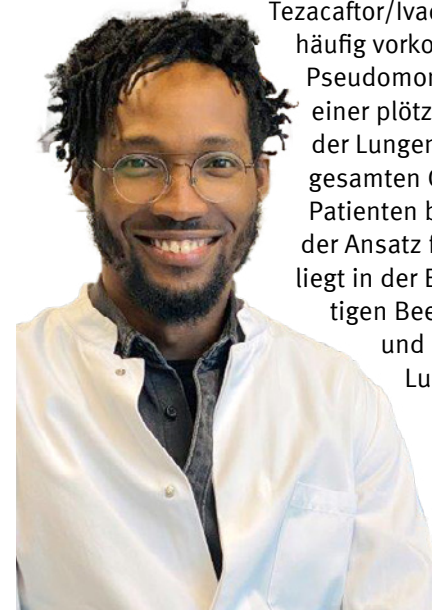 Tezacaftor/Ivac
häufig vorko
Pseudomon
einer plötz
der Lungen
gesamten
Patienten b
der Ansatz f
liegt in der
tigen Bee
und
Lu